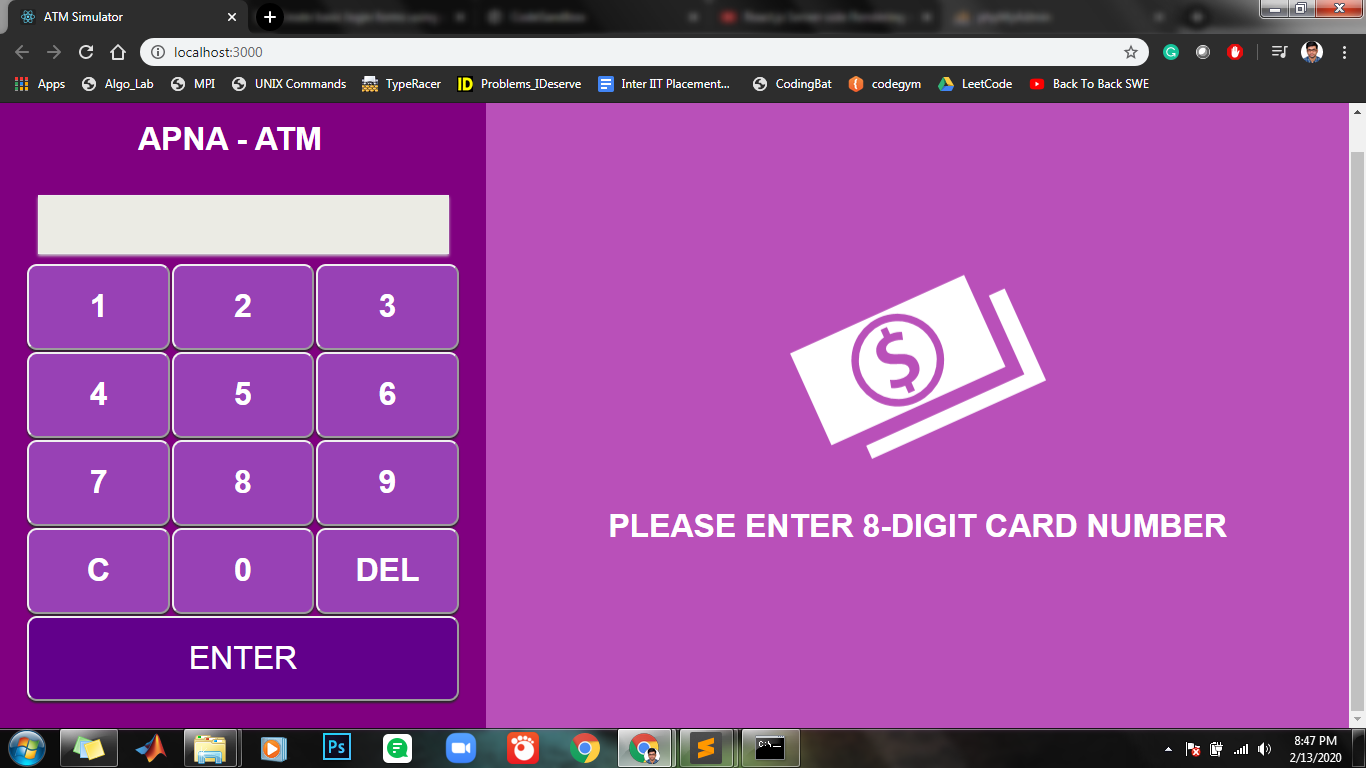 ATM Simulator
localhost:3000
Apps Algo_Lab MPI UNIX Commands TypeRacer ID Problems_IDeserve Inter IIT Placement... CodingBat codegym LeetCode Back To Back SWE
APNA - ATM
1 2 3
4 5 6
7 8 9
C 0 DEL
ENTER
$
PLEASE ENTER 8-DIGIT CARD NUMBER
Ps
C:\_
8:47 PM
2/13/2020